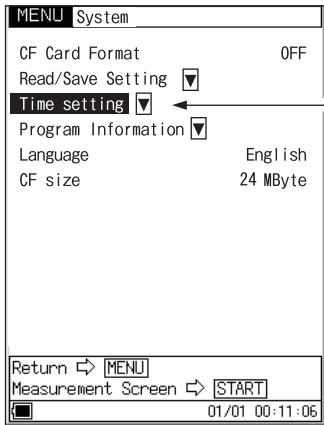 MENU System
CF Card Format OFF
Read/Save Setting ▼
Time setting ▼
Program Information ▼
Language English
CF size 24 MByte
Return ⇨ MENU
Measurement Screen ⇨ START
01/01 00:11:06